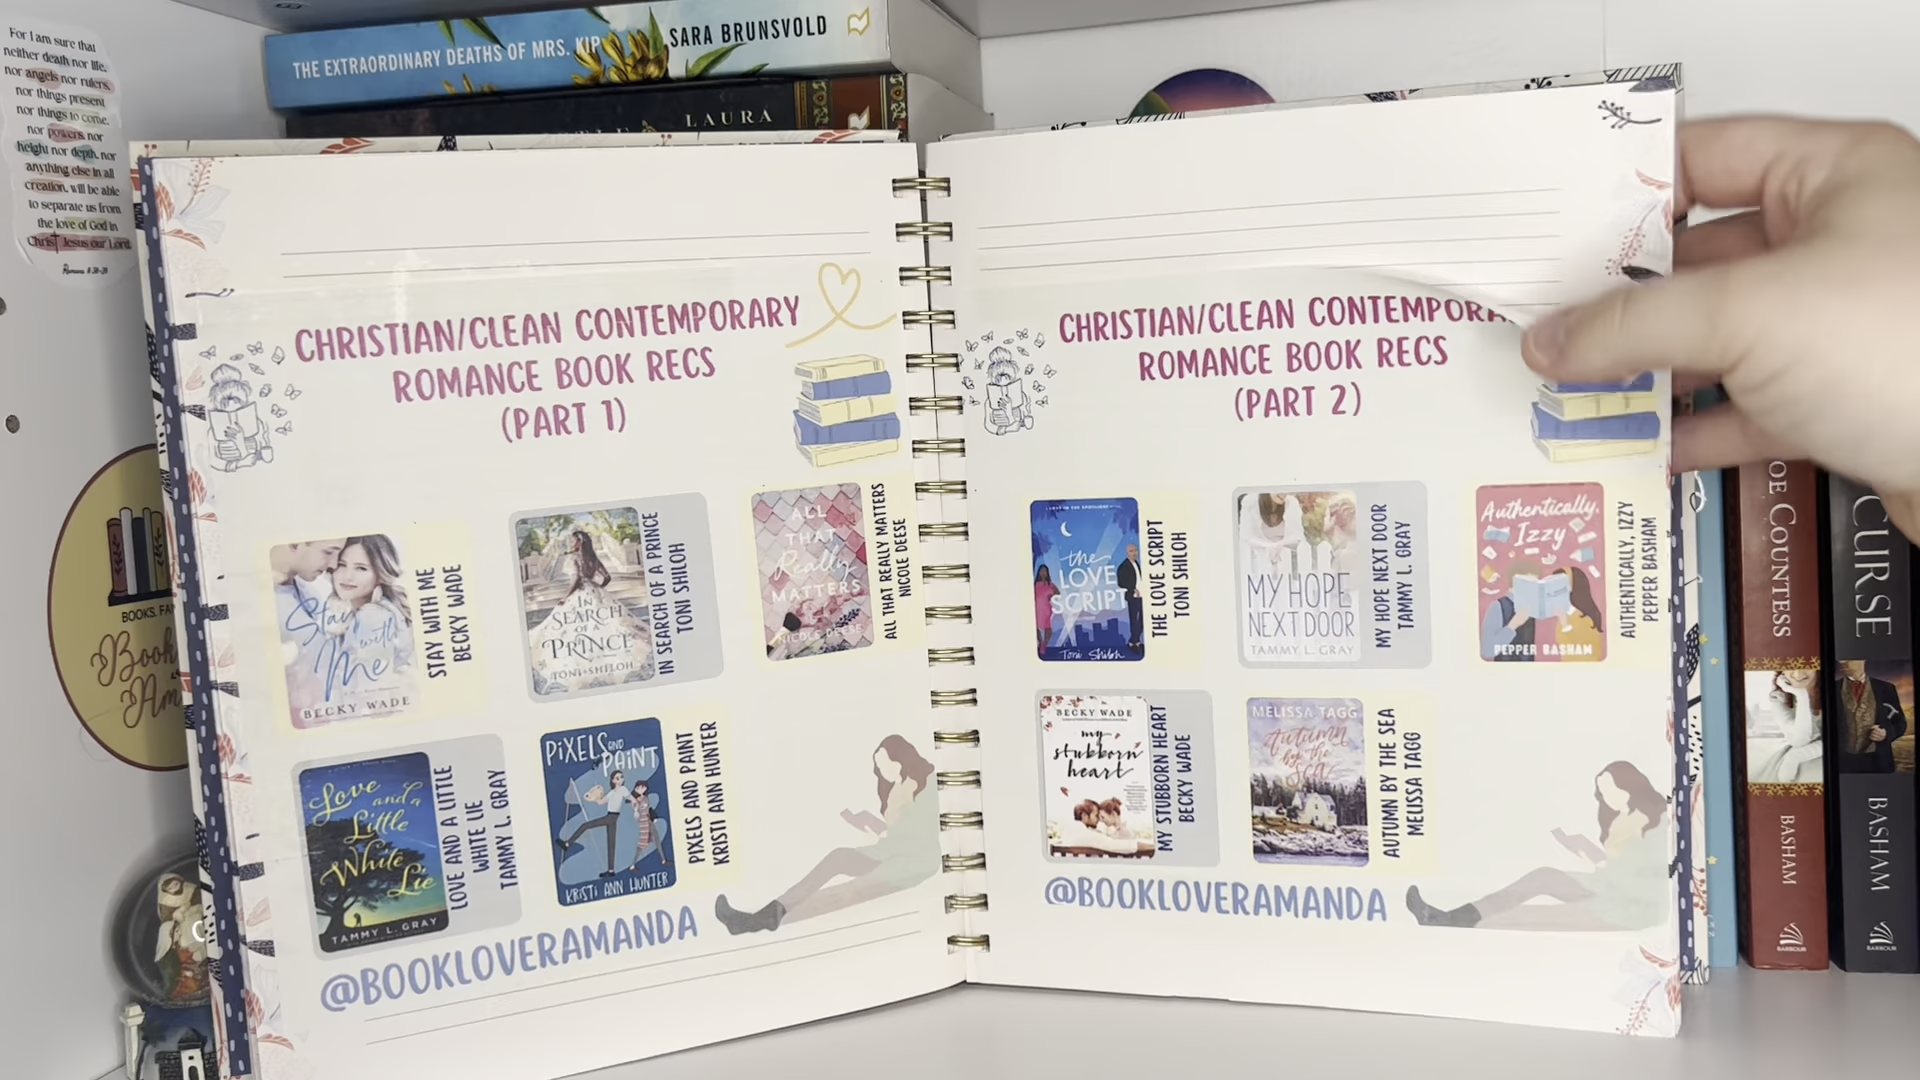 For I am sure that
neither death nor life,
nor angels nor rulers,
nor things present
nor things to come,
nor powers, nor
height nor depth, nor
anything else in all
creation, will be able
to separate us from
the love of God in
Christ Jesus our Lord.
Romans 8:38-39
THE EXTRAORDINARY DEATHS OF MRS. KIP
SARA BRUNSVOLD
LAURA
BOOKS,
Book
Am
CHRISTIAN/CLEAN CONTEMPORARY
ROMANCE BOOK RECS
(PART 1)
Stay
with
Me
BECKY WADE
STAY WITH ME
BECKY WADE
IN
SEARCH
OF A
PRINCE
TONI SHILOH
IN SEARCH OF A PRINCE
TONI SHILOH
ALL
THAT
Really
MATTERS
NICOLE DEESE
ALL THAT REALLY MATTERS
NICOLE DEESE
Love
and a
Little
White
Lie
TAMMY L. GRAY
LOVE AND A LITTLE
WHITE LIE
TAMMY L. GRAY
PIXELS AND
PAINT
KRISTI ANN HUNTER
PIXELS AND PAINT
KRISTI ANN HUNTER
@BOOKLOVERAMANDA
CHRISTIAN/CLEAN CONTEMPORA
ROMANCE BOOK RECS
(PART 2)
the
LOVE
SCRIPT
Toni Shiloh
THE LOVE SCRIPT
TONI SHILOH
MY HOPE
NEXT DOOR
TAMMY L. GRAY
MY HOPE NEXT DOOR
TAMMY L. GRAY
Authentically,
Izzy
PEPPER BASHAM
AUTHENTICALLY, IZZY
PEPPER BASHAM
BECKY WADE
my
stubborn
heart
MY STUBBORN HEART
BECKY WADE
MELISSA TAGG
Autumn
by the
Sea
AUTUMN BY THE SEA
MELISSA TAGG
@BOOKLOVERAMANDA
OE COUNTESS
BASHAM
BARBOUR
CURSE
BASHAM
BARBOUR